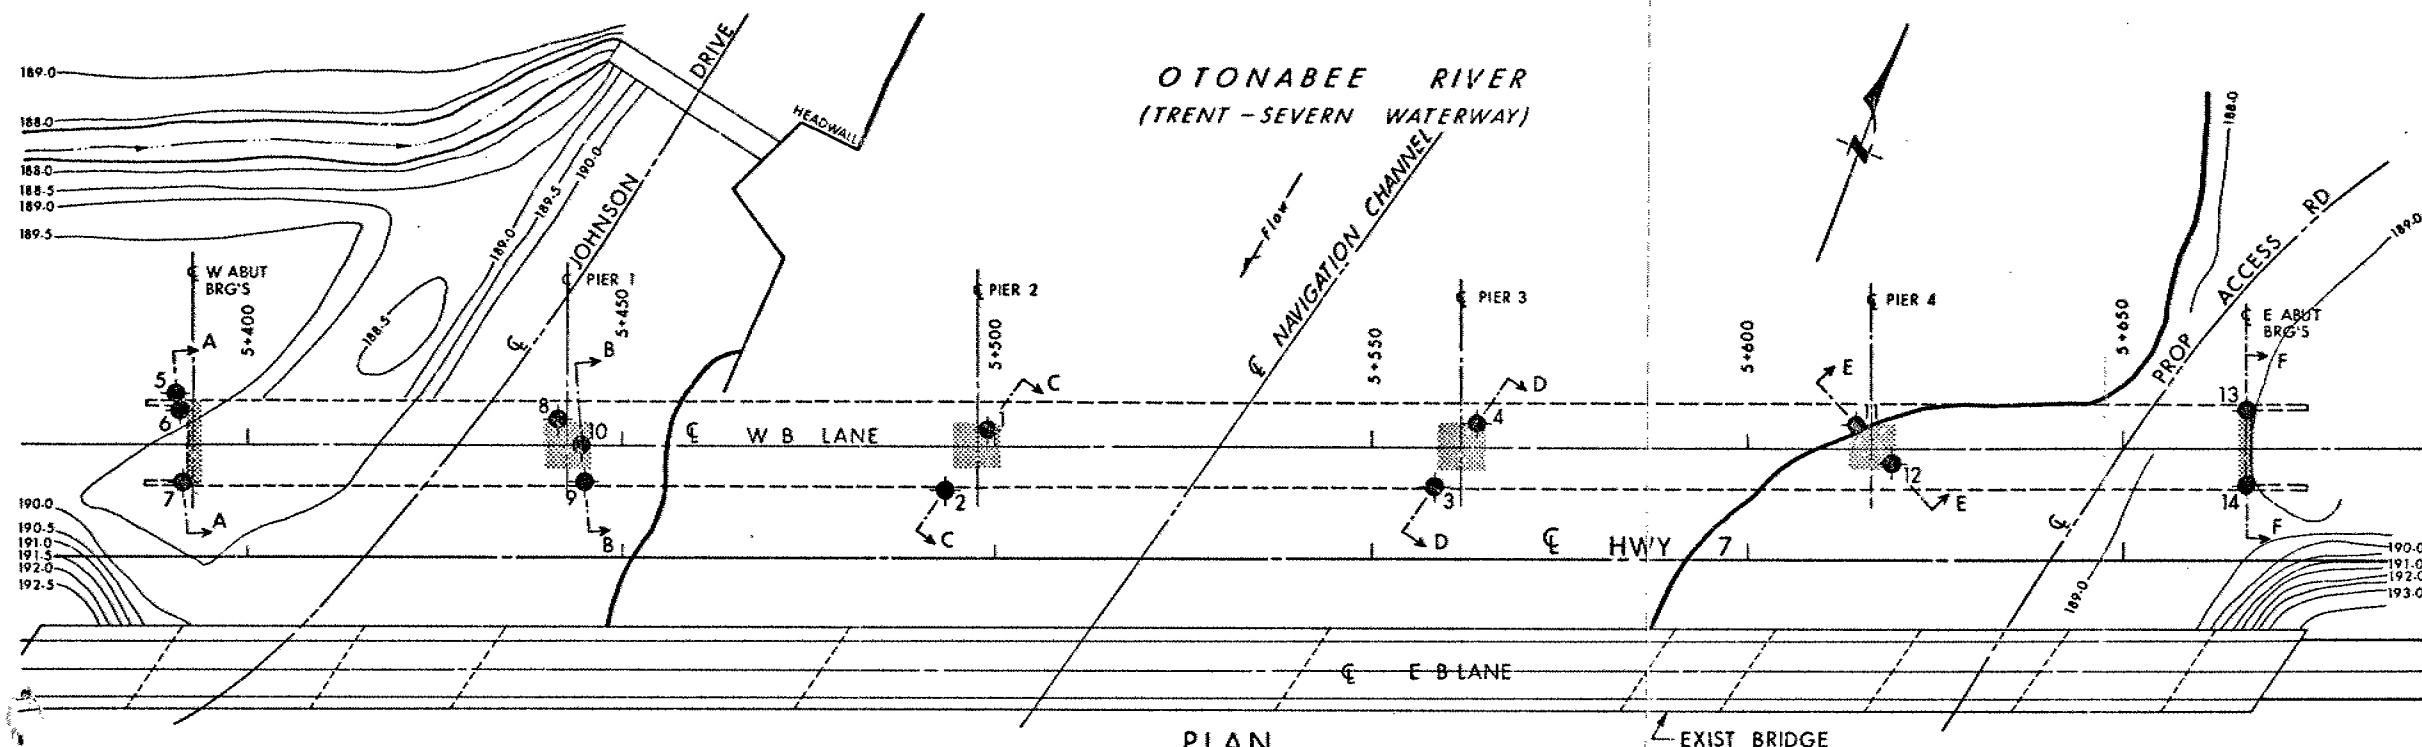 OTONABEE RIVER
(TRENT - SEVERN WATERWAY)
DRIVE
HEADWALL
189·0
188·0
188·0
188·5
189·0
189·5
190·0
189·5
189·0
188·5
JOHNSON
℄
Flow
℄ NAVIGATION CHANNEL
N
188·0
℄ PROP ACCESS RD
189·0
℄ W ABUT
BRG'S
5+400
℄ PIER 1
5+450
℄ PIER 2
5+500
5+550
℄ PIER 3
5+600
℄ PIER 4
5+650
℄ E ABUT
BRG'S
A
B
C
D
E
F
5
6
7
8
10
9
1
2
4
3
11
12
13
14
℄ W B LANE
A
B
C
D
E
F
190·0
190·5
191·0
191·5
192·0
192·5
℄ HWY 7
189·0
190·0
191·0
192·0
193·0
℄ E B LANE
PLAN
EXIST BRIDGE